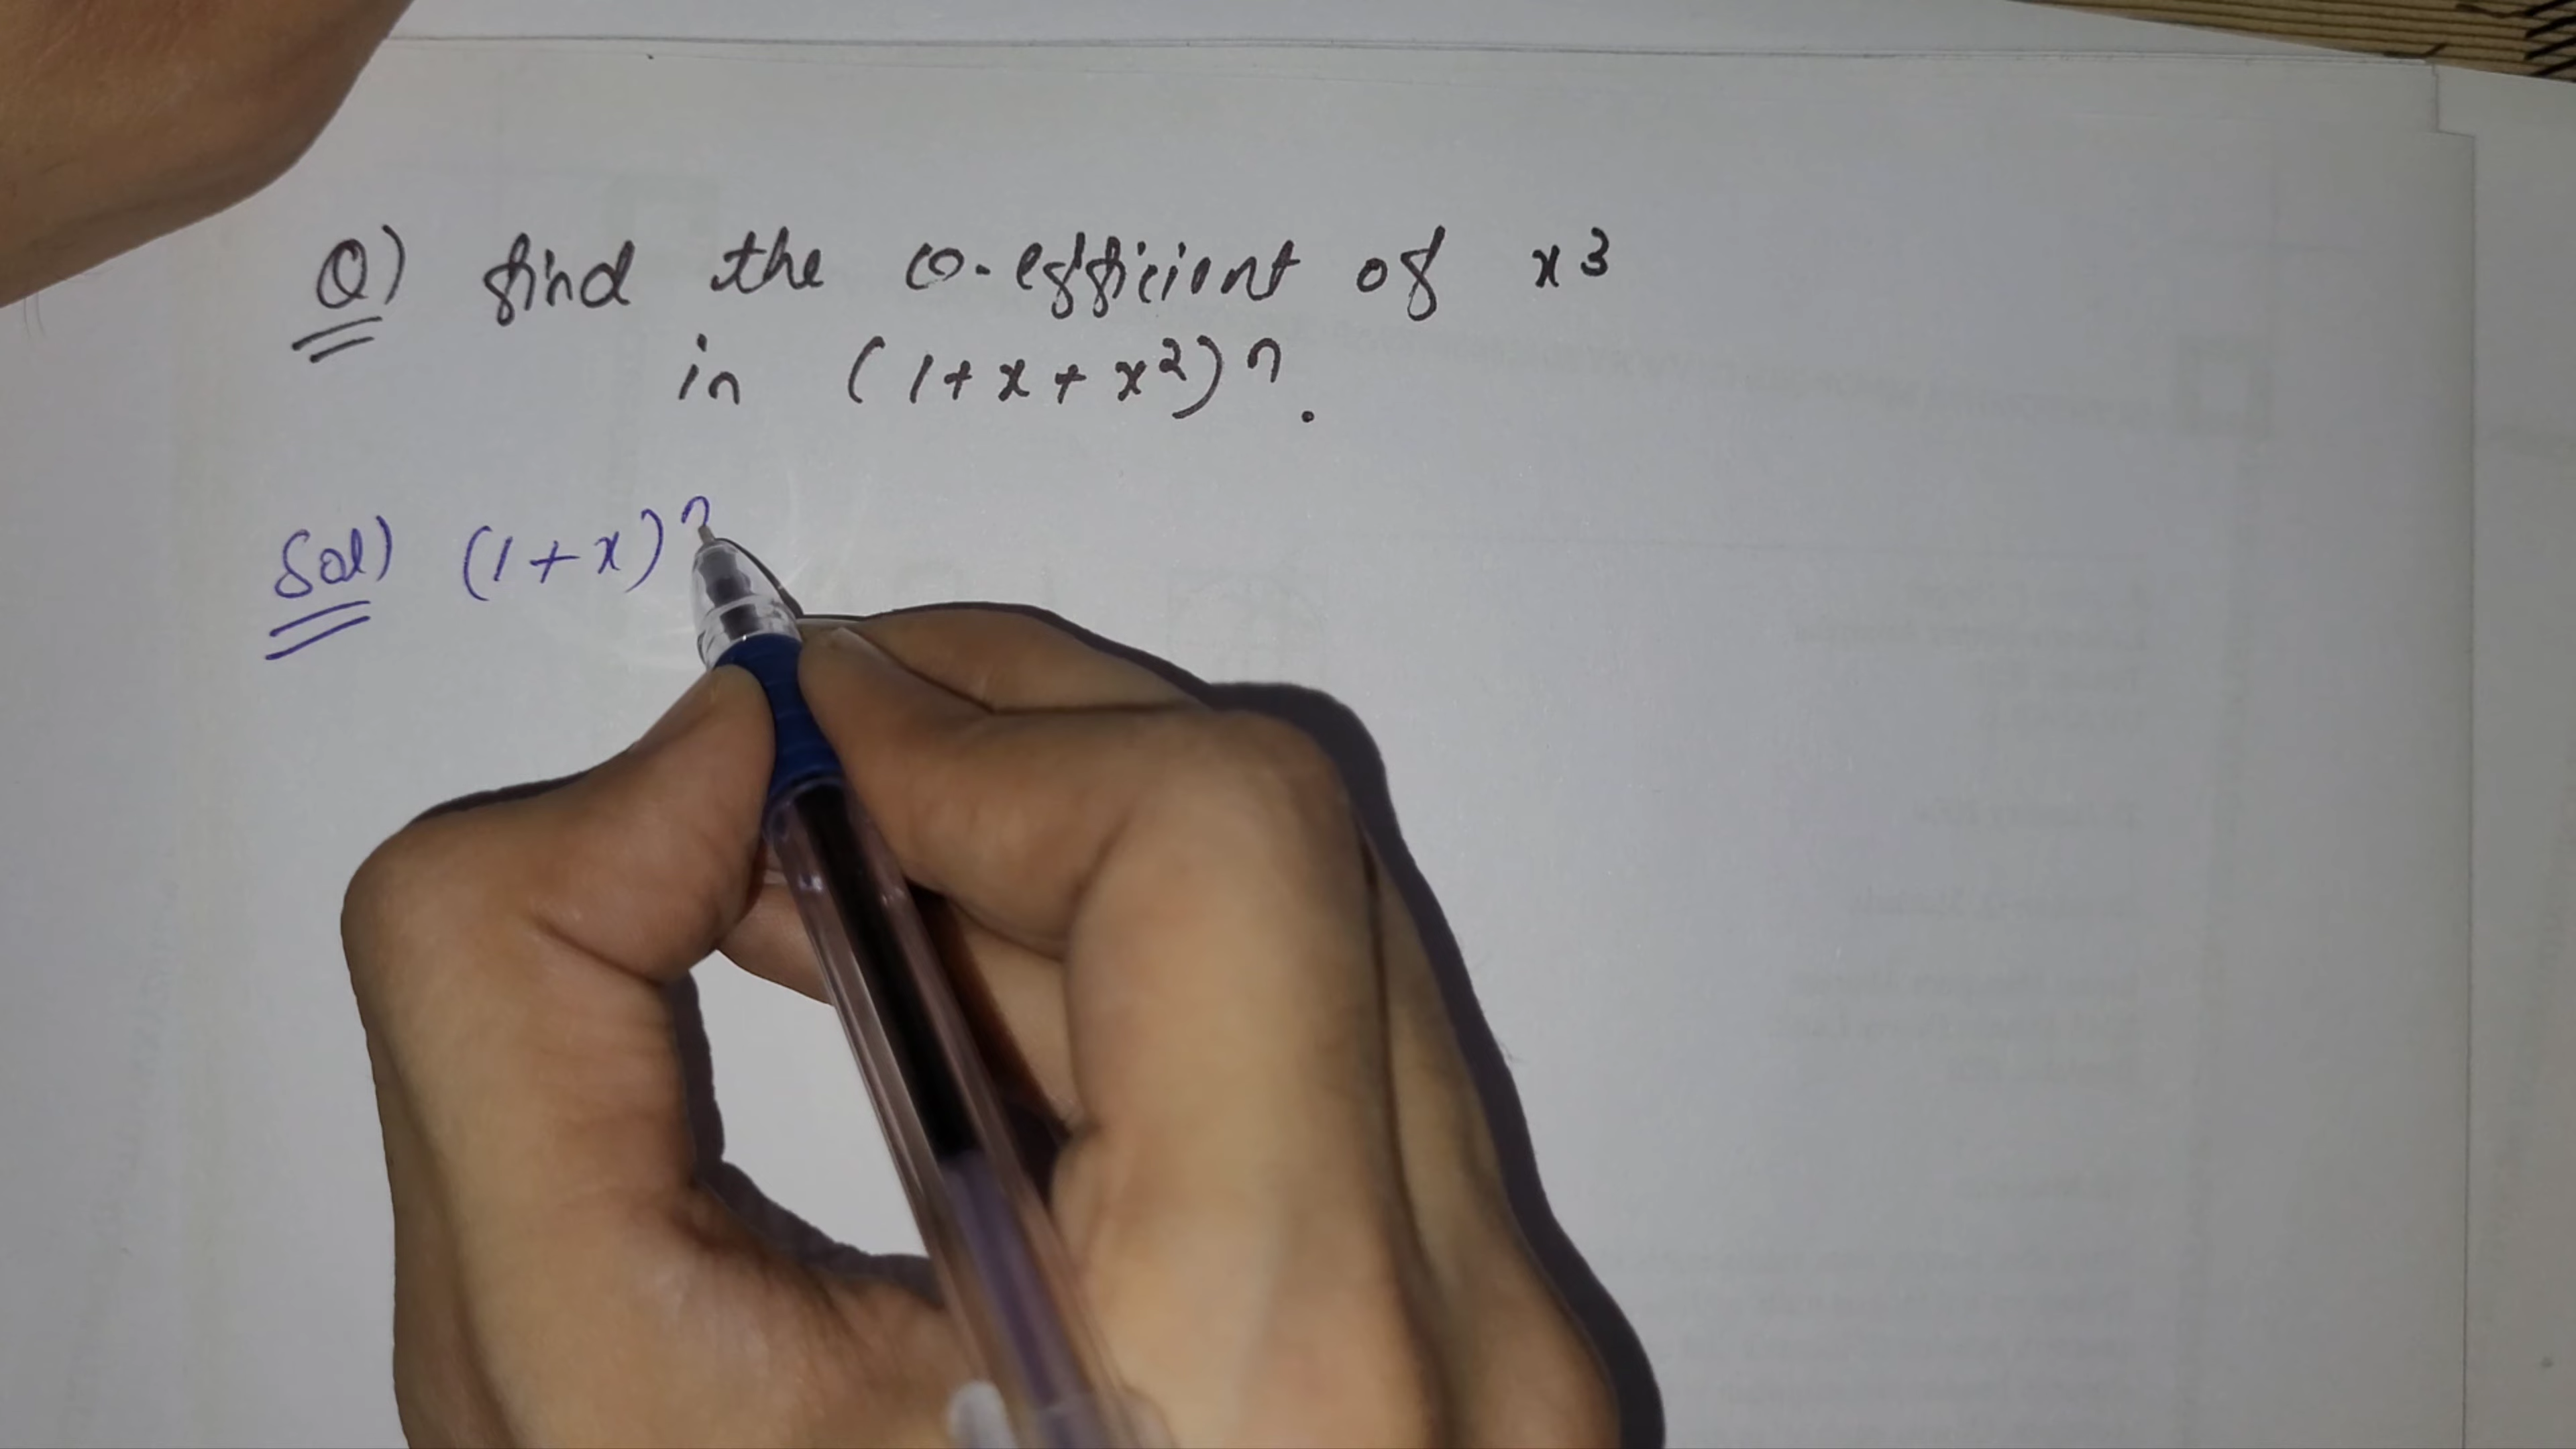 Q) find the co-efficient of x³
in (1 + x + x²)ⁿ.
Sol) (1 + x)ⁿ